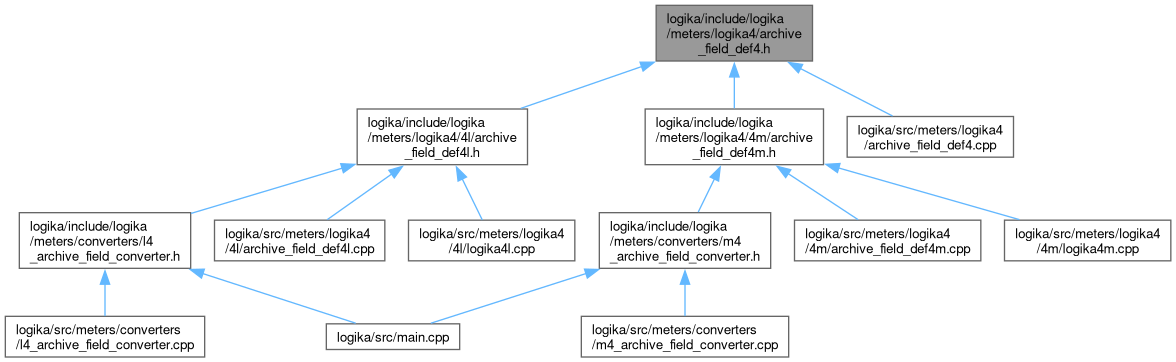 logika/include/logika
/meters/logika4/archive
_field_def4.h
logika/include/logika
/meters/logika4/4l/archive
_field_def4l.h
logika/include/logika
/meters/logika4/4m/archive
_field_def4m.h
logika/src/meters/logika4
/archive_field_def4.cpp
logika/include/logika
/meters/converters/l4
_archive_field_converter.h
logika/src/meters/logika4
/4l/archive_field_def4l.cpp
logika/src/meters/logika4
/4l/logika4l.cpp
logika/include/logika
/meters/converters/m4
_archive_field_converter.h
logika/src/meters/logika4
/4m/archive_field_def4m.cpp
logika/src/meters/logika4
/4m/logika4m.cpp
logika/src/meters/converters
/l4_archive_field_converter.cpp
logika/src/main.cpp
logika/src/meters/converters
/m4_archive_field_converter.cpp